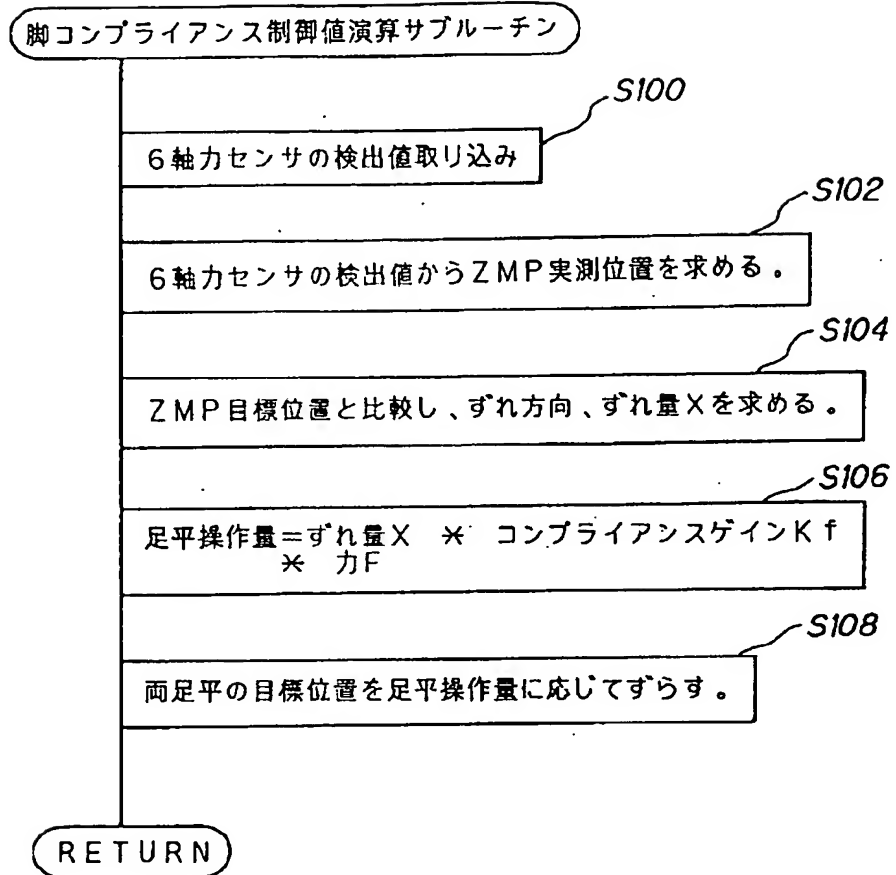 脚コンプライアンス制御値演算サブルーチン
S100
6軸力センサの検出値取り込み
S102
6軸力センサの検出値からZMP実測位置を求める。
S104
ZMP目標位置と比較し、ずれ方向、ずれ量Xを求める。
S106
足平操作量=ずれ量X * コンプライアンスゲインKf
* 力F
S108
両足平の目標位置を足平操作量に応じてずらす。
RETURN